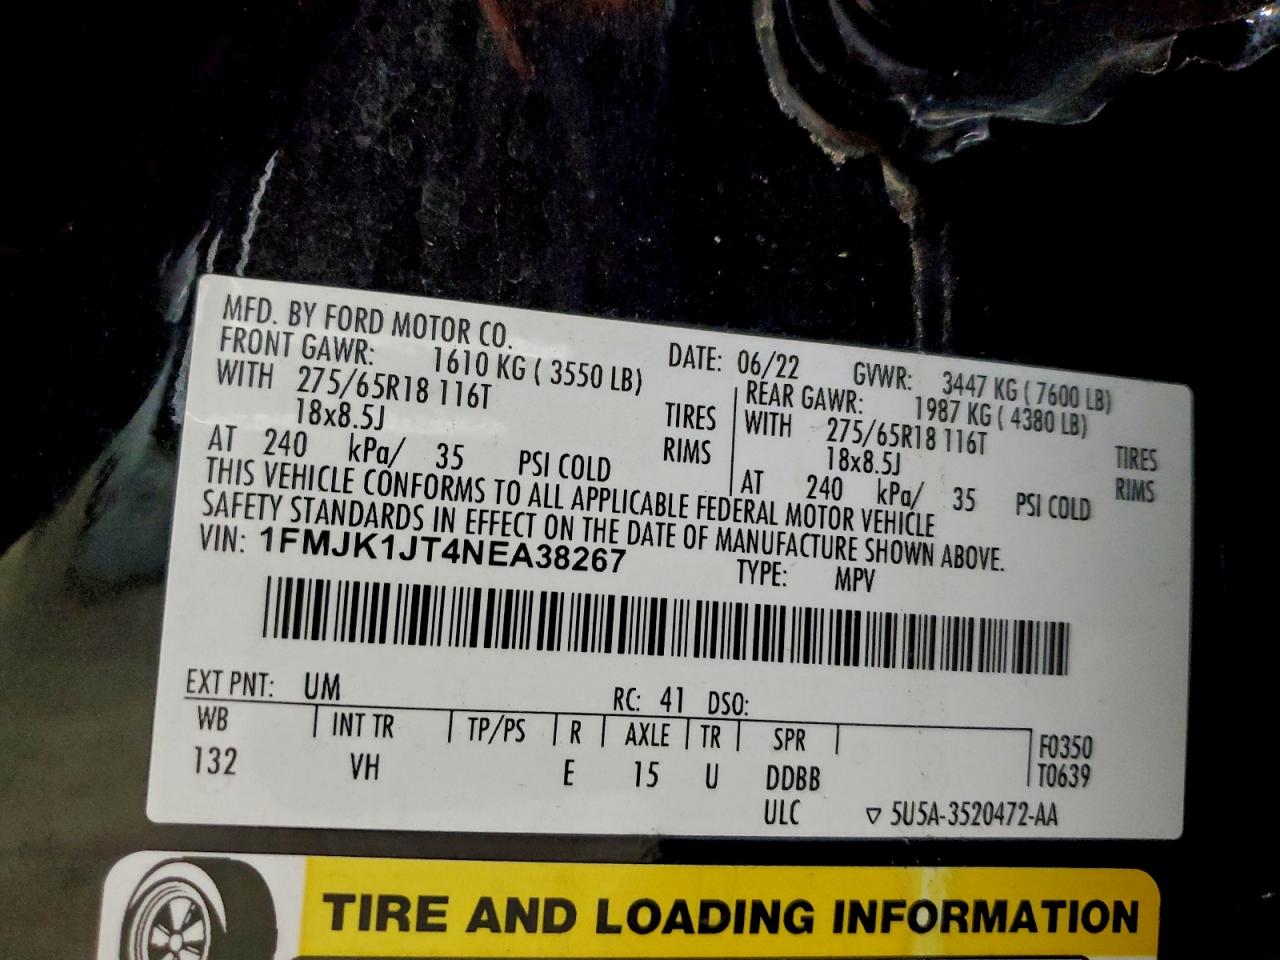 MFD. BY FORD MOTOR CO.
DATE: 06/22 GVWR: 3447 KG ( 7600 LB)
FRONT GAWR: 1610 KG ( 3550 LB)
WITH 275/65R18 116T TIRES
18x8.5J RIMS
AT 240 kPa/ 35 PSI COLD
REAR GAWR: 1987 KG ( 4380 LB)
WITH 275/65R18 116T TIRES
18x8.5J RIMS
AT 240 kPa/ 35 PSI COLD
THIS VEHICLE CONFORMS TO ALL APPLICABLE FEDERAL MOTOR VEHICLE
SAFETY STANDARDS IN EFFECT ON THE DATE OF MANUFACTURE SHOWN ABOVE.
VIN: 1FMJK1JT4NEA38267 TYPE: MPV
EXT PNT: UM RC: 41 DSO:
WB INT TR TP/PS R AXLE TR SPR F0350
132 VH E 15 U DDBB T0639
ULC ▽ 5U5A-3520472-AA
TIRE AND LOADING INFORMATION